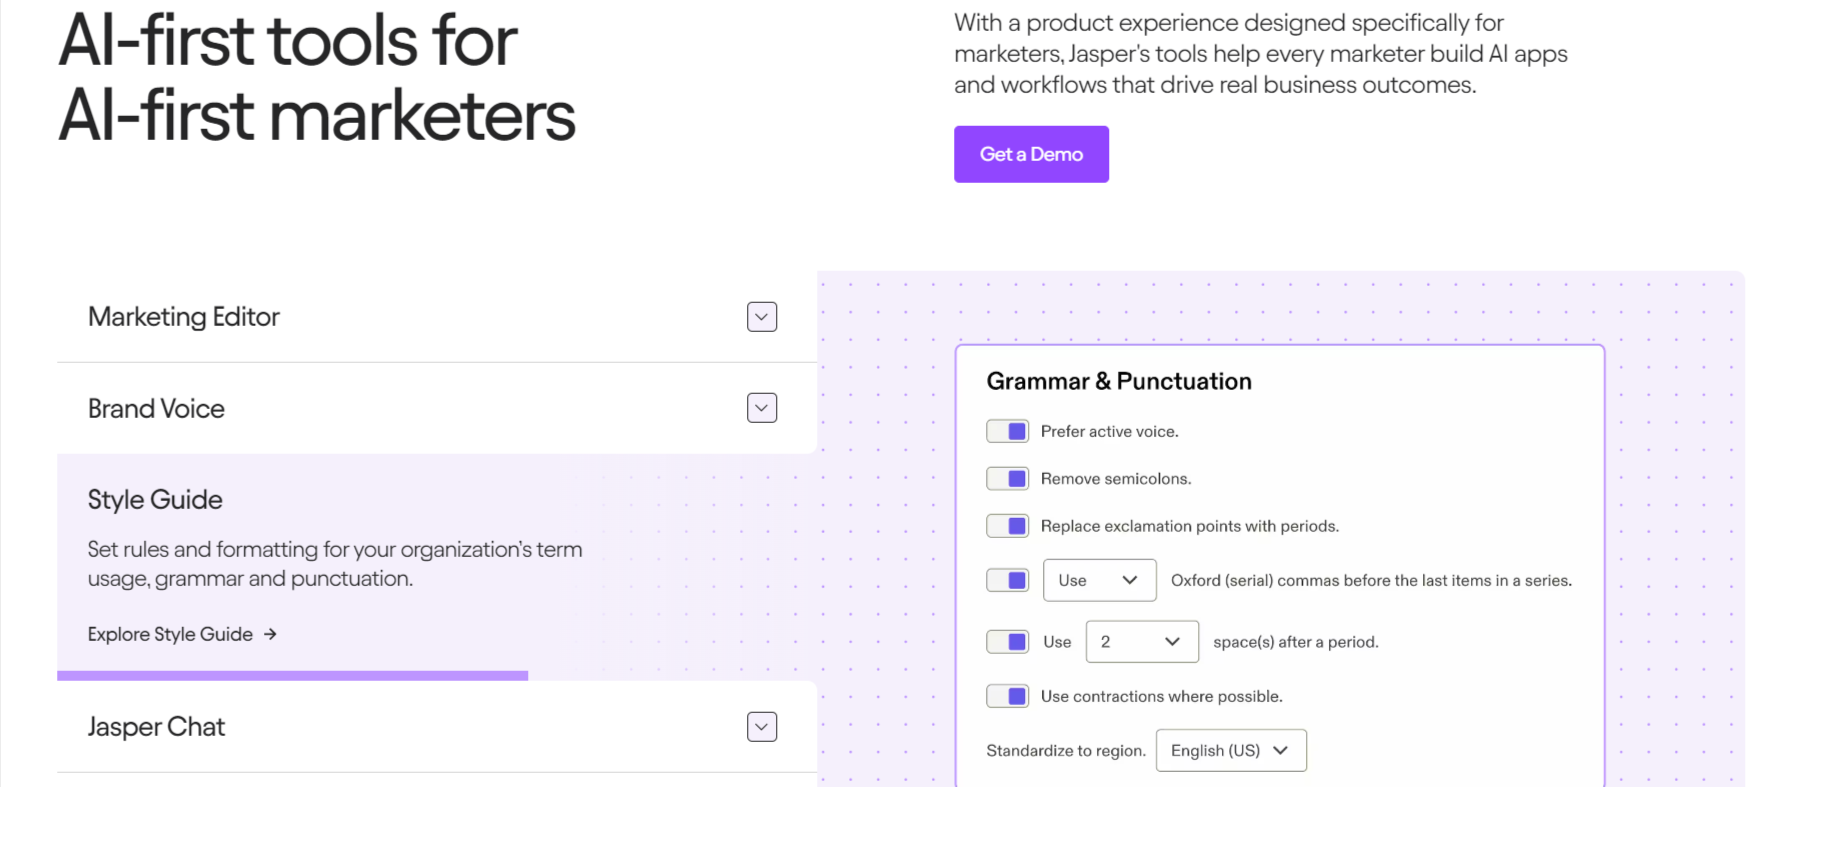 AI-first tools for
AI-first marketers
With a product experience designed specifically for
marketers, Jasper's tools help every marketer build AI apps
and workflows that drive real business outcomes.
Get a Demo
Marketing Editor
Brand Voice
Style Guide
Set rules and formatting for your organization's term
usage, grammar and punctuation.
Explore Style Guide →
Jasper Chat
Grammar & Punctuation
Prefer active voice.
Remove semicolons.
Replace exclamation points with periods.
Use Oxford (serial) commas before the last items in a series.
Use 2 space(s) after a period.
Use contractions where possible.
Standardize to region. English (US)